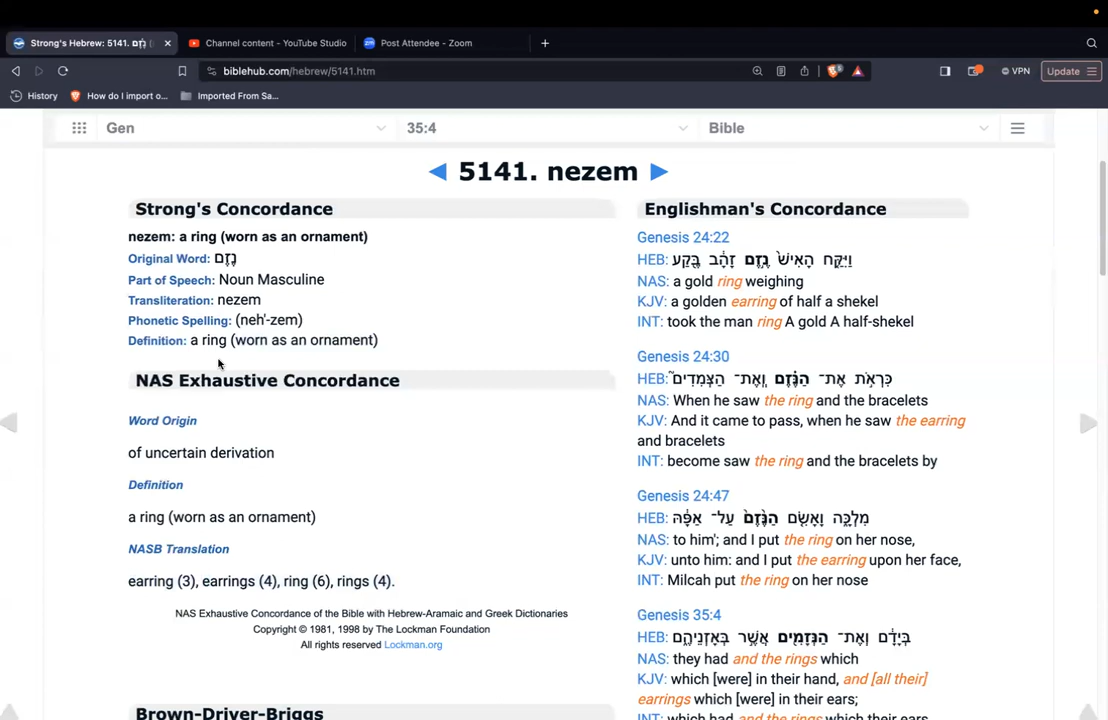 Strong's Hebrew: 5141. נֶ֫זֶם (
Channel content - YouTube Studio
Post Attendee - Zoom
biblehub.com/hebrew/5141.htm
VPN
Update
History
How do I import o...
Imported From Sa...
Gen
35:4
Bible
5141. nezem
Strong's Concordance
nezem: a ring (worn as an ornament)
Original Word: נֶזֶם
Part of Speech: Noun Masculine
Transliteration: nezem
Phonetic Spelling: (neh'-zem)
Definition: a ring (worn as an ornament)
NAS Exhaustive Concordance
Word Origin
of uncertain derivation
Definition
a ring (worn as an ornament)
NASB Translation
earring (3), earrings (4), ring (6), rings (4).
NAS Exhaustive Concordance of the Bible with Hebrew-Aramaic and Greek Dictionaries
Copyright © 1981, 1998 by The Lockman Foundation
All rights reserved Lockman.org
Brown-Driver-Briggs
Englishman's Concordance
Genesis 24:22
HEB: וַיִּקַּ֤ח הָאִישׁ֙ נֶ֣זֶם זָהָ֔ב בֶּ֖קַע
NAS: a gold ring weighing
KJV: a golden earring of half a shekel
INT: took the man ring A gold A half-shekel
Genesis 24:30
HEB: כִּרְאֹ֣ת אֶת־ הַנֶּ֗זֶם וְֽאֶת־ הַצְּמִדִים֮
NAS: When he saw the ring and the bracelets
KJV: And it came to pass, when he saw the earring
and bracelets
INT: become saw the ring and the bracelets by
Genesis 24:47
HEB: מִלְכָּ֑ה וָאָשִׂ֤ם הַנֶּ֙זֶם֙ עַל־ אַפָּ֔הּ
NAS: to him'; and I put the ring on her nose,
KJV: unto him: and I put the earring upon her face,
INT: Milcah put the ring on her nose
Genesis 35:4
HEB: בְּיָדָ֔ם וְאֶת־ הַנְּזָמִ֖ים אֲשֶׁ֣ר בְּאָזְנֵיהֶ֑ם
NAS: they had and the rings which
KJV: which [were] in their hand, and [all their]
earrings which [were] in their ears;
INT: which had and the rings which their ears